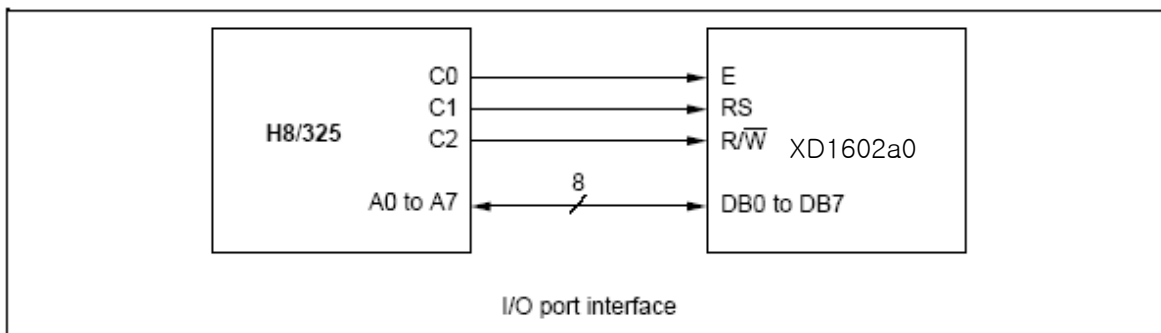 C0 E
C1 RS
H8/325 C2 R/W̅ XD1602a0
8
A0 to A7 DB0 to DB7
I/O port interface